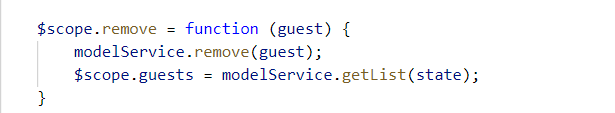 $scope.remove = function (guest) {
    modelService.remove(guest);
    $scope.guests = modelService.getList(state);
}